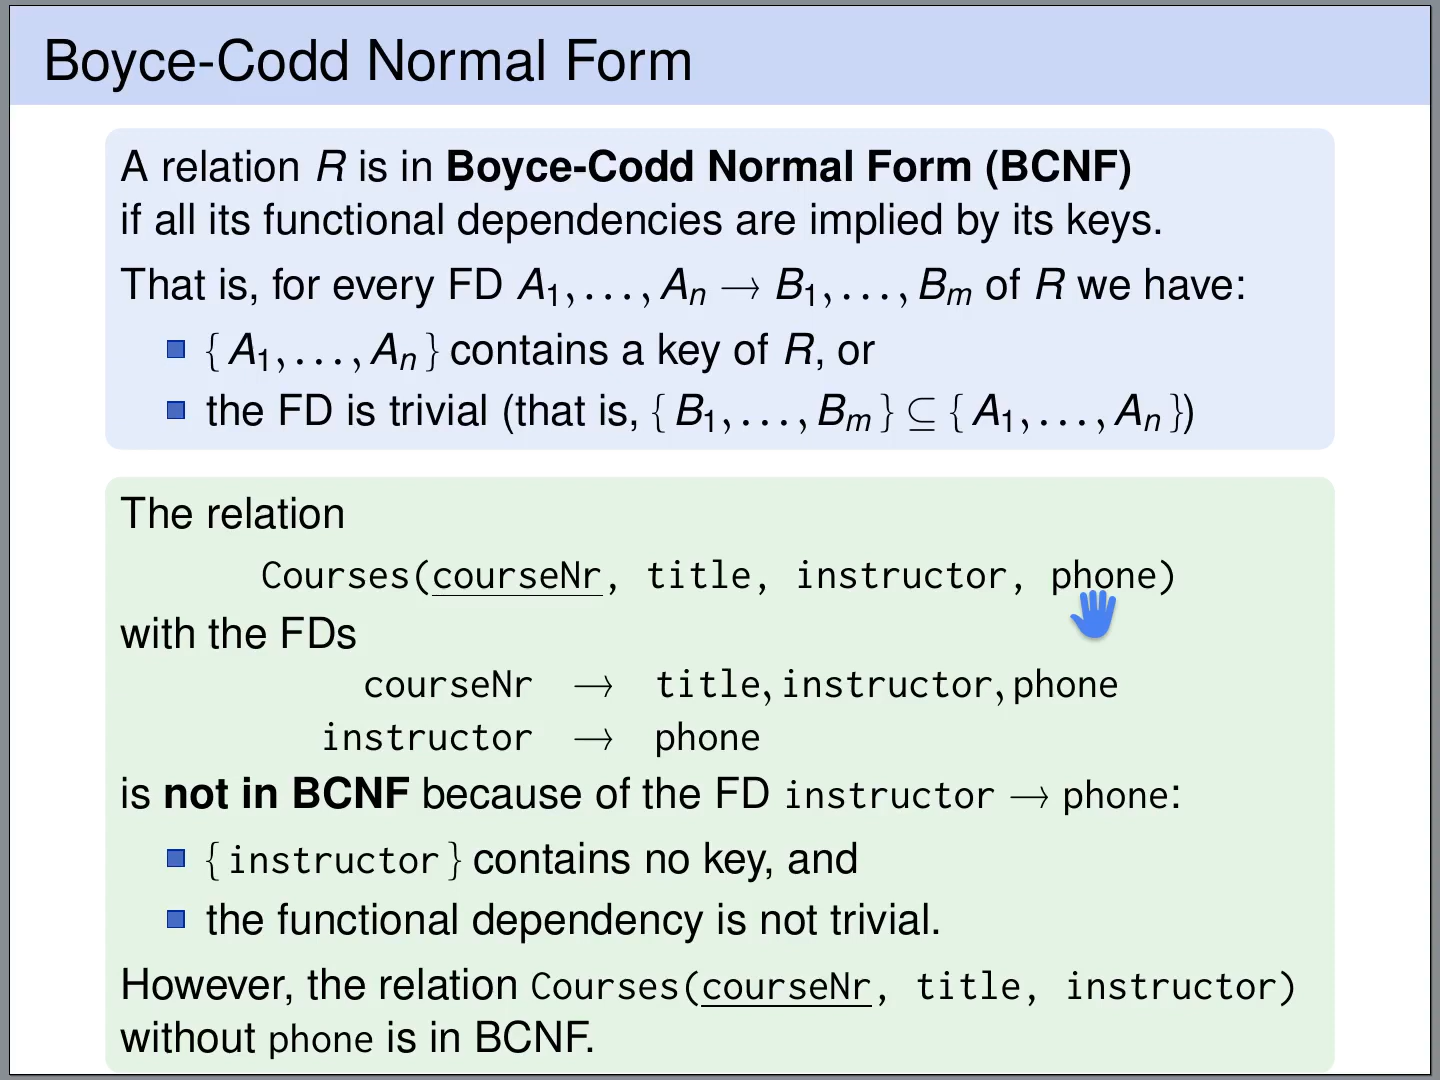 Boyce-Codd Normal Form
A relation R is in Boyce-Codd Normal Form (BCNF)
if all its functional dependencies are implied by its keys.
That is, for every FD A₁, . . . , Aₙ → B₁, . . . , Bₘ of R we have:
{ A₁, . . . , Aₙ } contains a key of R, or
the FD is trivial (that is, { B₁, . . . , Bₘ } ⊆ { A₁, . . . , Aₙ })
The relation
Courses(courseNr, title, instructor, phone)
with the FDs
courseNr → title, instructor, phone
instructor → phone
is not in BCNF because of the FD instructor → phone:
{ instructor } contains no key, and
the functional dependency is not trivial.
However, the relation Courses(courseNr, title, instructor)
without phone is in BCNF.